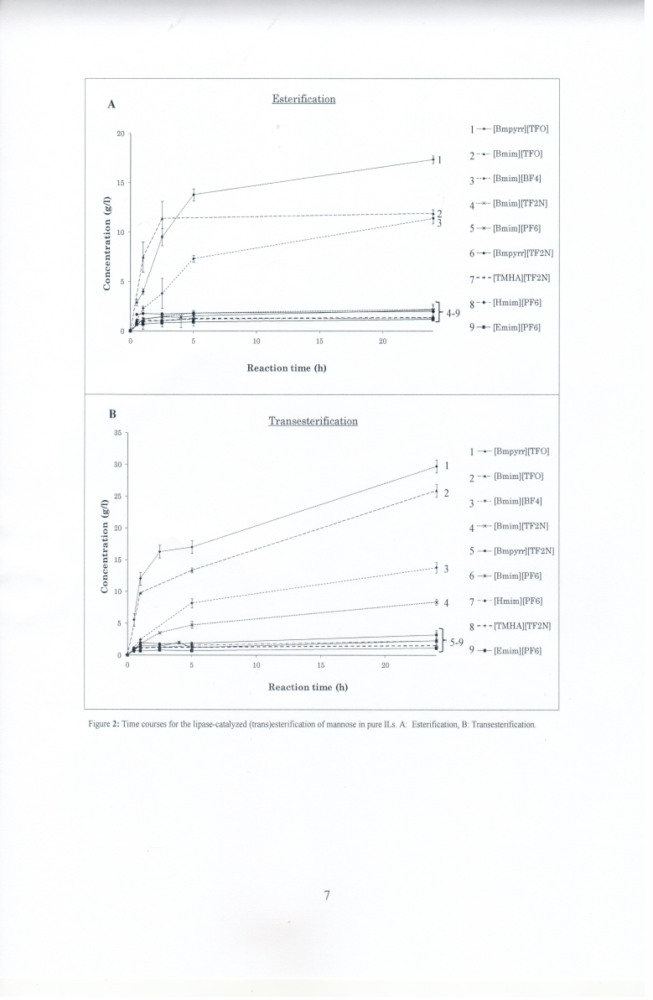 A
Esterification
Concentration (g/l)
20
15
10
5
0
0 5 10 15 20
Reaction time (h)
1
2
3
4-9
1 [Bmpyrr][TFO]
2 [Bmim][TFO]
3 [Bmim][BF4]
4 [Bmim][TF2N]
5 [Bmim][PF6]
6 [Bmpyrr][TF2N]
7 [TMHA][TF2N]
8 [Hmim][PF6]
9 [Emim][PF6]
B
Transesterification
Concentration (g/l)
35
30
25
20
15
10
5
0
0 5 10 15 20
Reaction time (h)
1
2
3
4
5-9
1 [Bmpyrr][TFO]
2 [Bmim][TFO]
3 [Bmim][BF4]
4 [Bmim][TF2N]
5 [Bmpyrr][TF2N]
6 [Bmim][PF6]
7 [Hmim][PF6]
8 [TMHA][TF2N]
9 [Emim][PF6]
Figure 2: Time courses for the lipase-catalyzed (trans)esterification of mannose in pure ILs. A: Esterification, B: Transesterification.
7